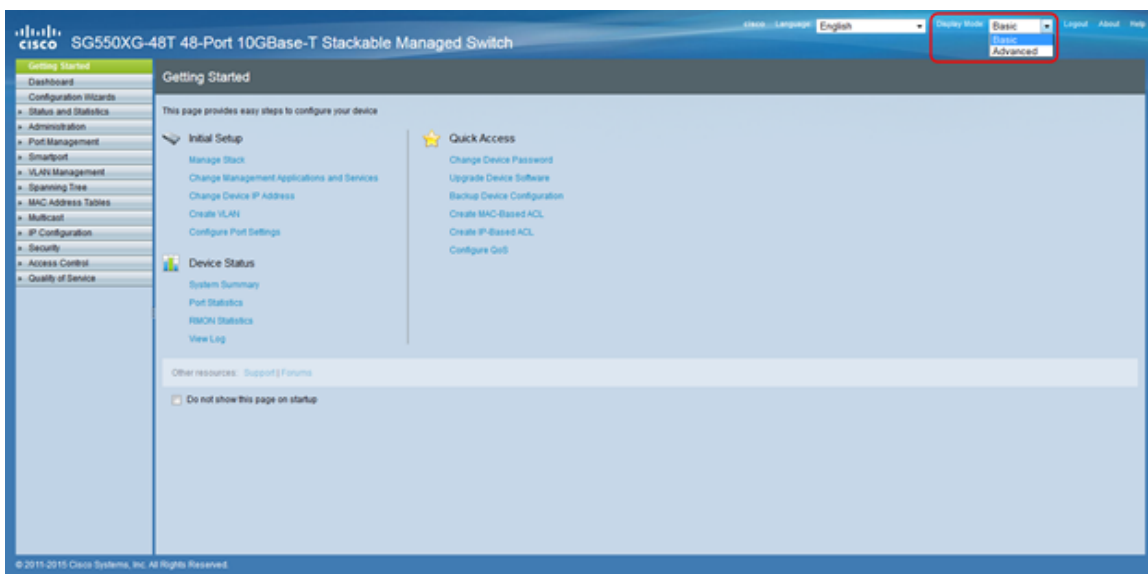 cisco Language English Display Mode Basic Logout About Help
CISCO SG550XG-48T 48-Port 10GBase-T Stackable Managed Switch
Basic
Advanced
Getting Started
Dashboard
Configuration Wizards
Status and Statistics
Administration
Port Management
Smartport
VLAN Management
Spanning Tree
MAC Address Tables
Multicast
IP Configuration
Security
Access Control
Quality of Service
Getting Started
This page provides easy steps to configure your device
Initial Setup
Manage Stack
Change Management Applications and Services
Change Device IP Address
Create VLAN
Configure Port Settings
Device Status
System Summary
Port Statistics
RMON Statistics
View Log
Quick Access
Change Device Password
Upgrade Device Software
Backup Device Configuration
Create MAC-Based ACL
Create IP-Based ACL
Configure QoS
Other resources: Support | Forums
Do not show this page on startup
© 2011-2015 Cisco Systems, Inc. All Rights Reserved.